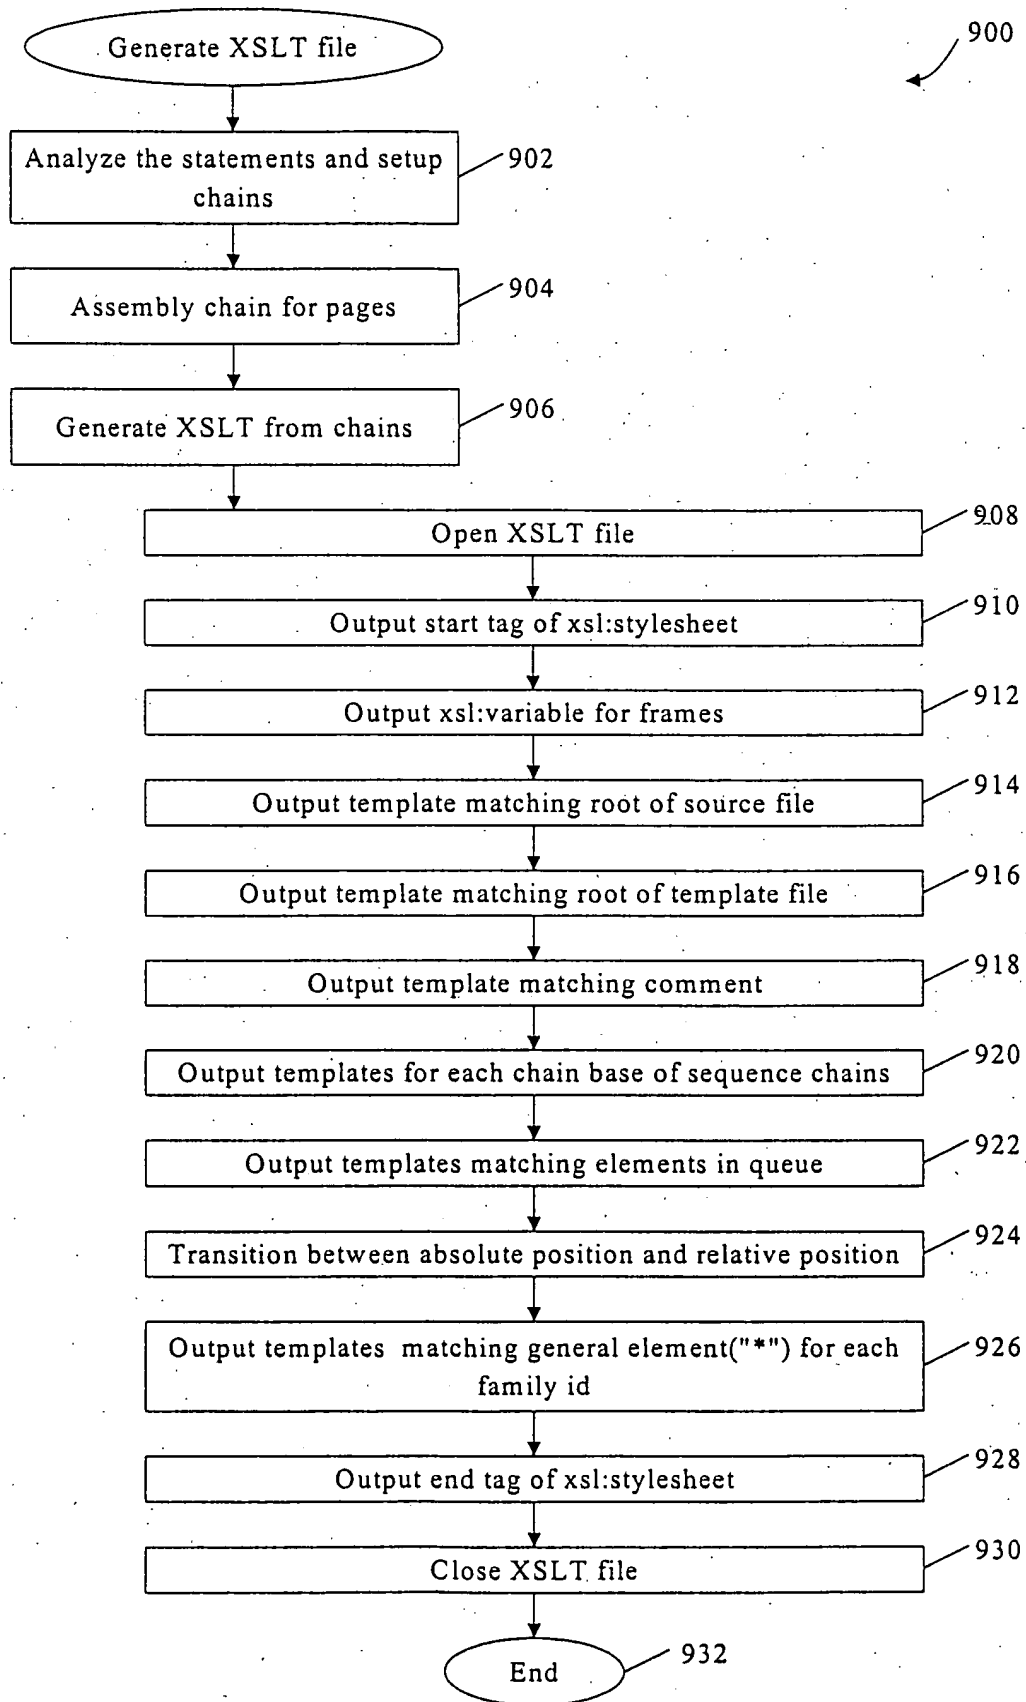 Generate XSLT file
900
Analyze the statements and setup
chains
902
Assembly chain for pages
904
Generate XSLT from chains
906
Open XSLT file
908
Output start tag of xsl:stylesheet
910
Output xsl:variable for frames
912
Output template matching root of source file
914
Output template matching root of template file
916
Output template matching comment
918
Output templates for each chain base of sequence chains
920
Output templates matching elements in queue
922
Transition between absolute position and relative position
924
Output templates matching general element("*") for each
family id
926
Output end tag of xsl:stylesheet
928
Close XSLT file
930
End
932